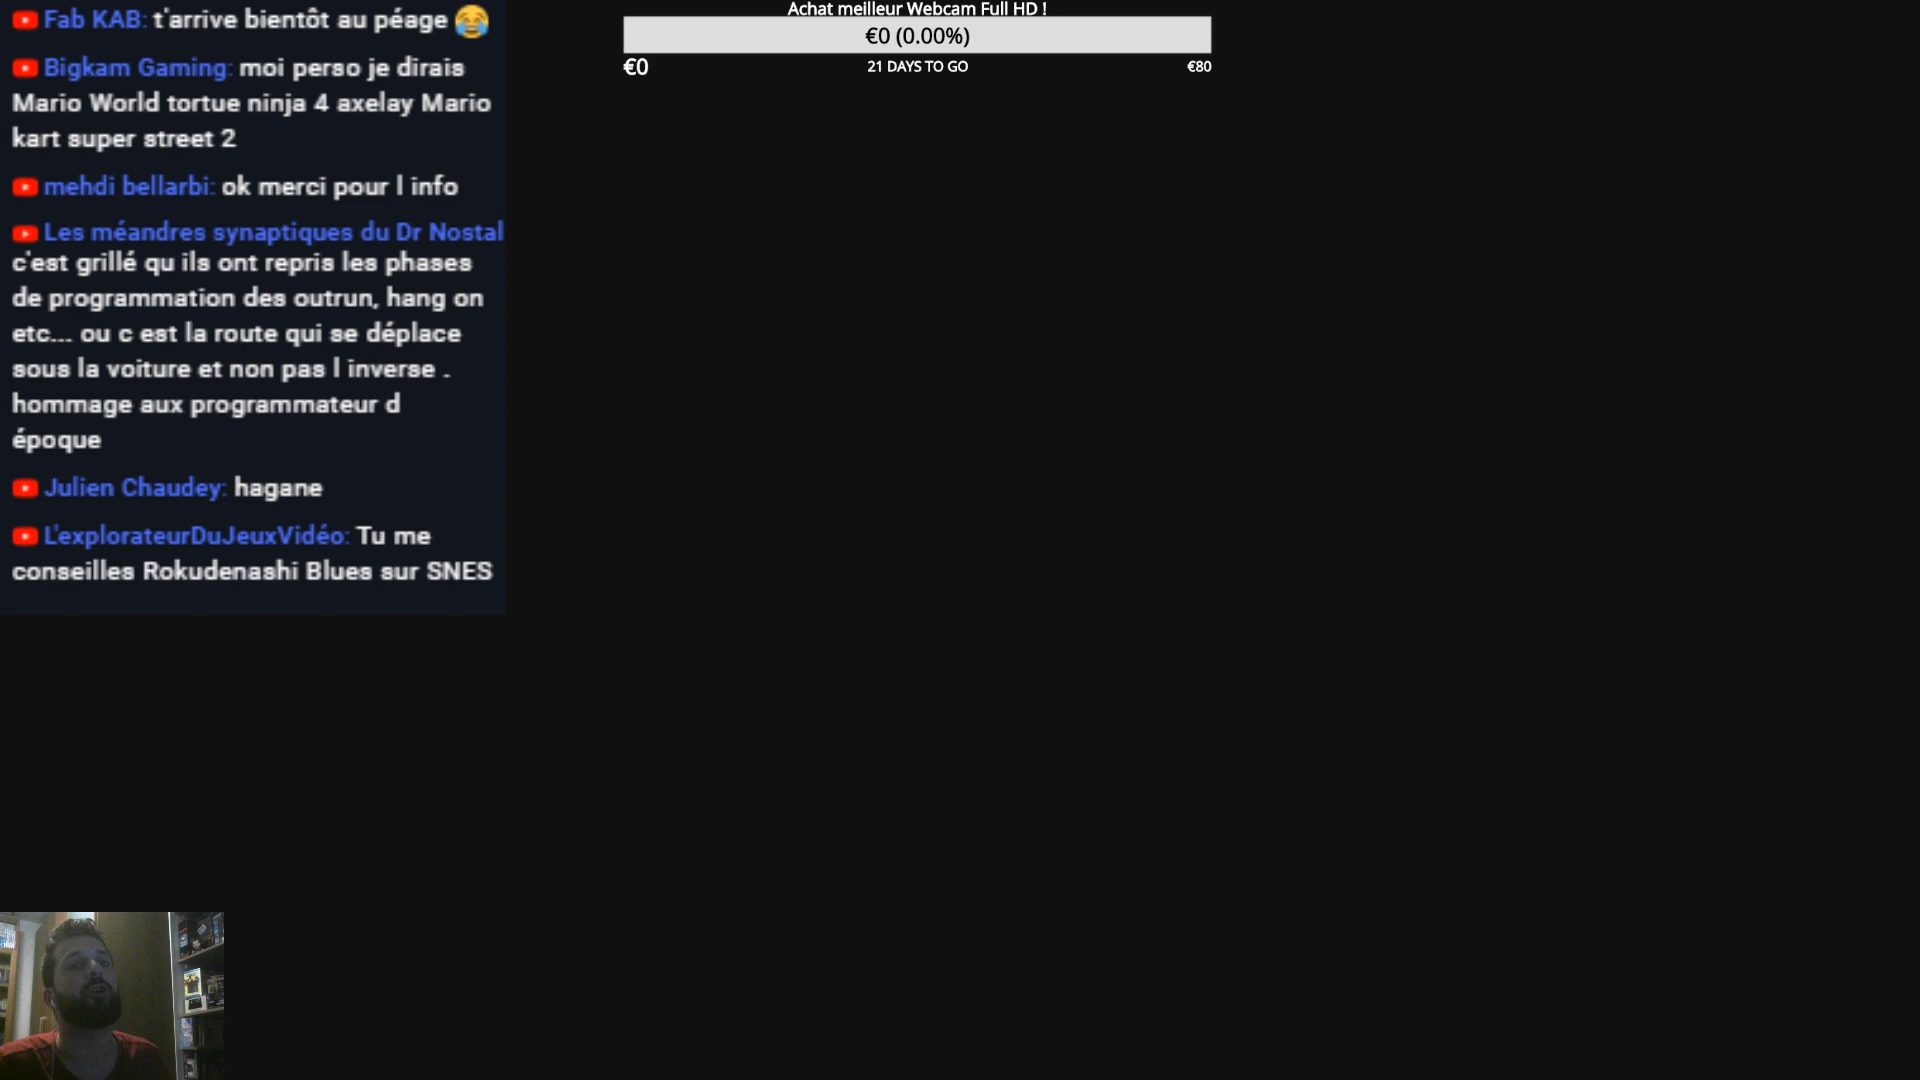 Fab KAB: t'arrive bientôt au péage 😂
Bigkam Gaming: moi perso je dirais
Mario World tortue ninja 4 axelay Mario
kart super street 2
mehdi bellarbi: ok merci pour l info
Les méandres synaptiques du Dr Nostal
c'est grillé qu ils ont repris les phases
de programmation des outrun, hang on
etc... ou c est la route qui se déplace
sous la voiture et non pas l inverse .
hommage aux programmateur d
époque
Julien Chaudey: hagane
L'explorateurDuJeuxVidéo: Tu me
conseilles Rokudenashi Blues sur SNES
Achat meilleur Webcam Full HD !
€0 (0.00%)
€0 21 DAYS TO GO €80